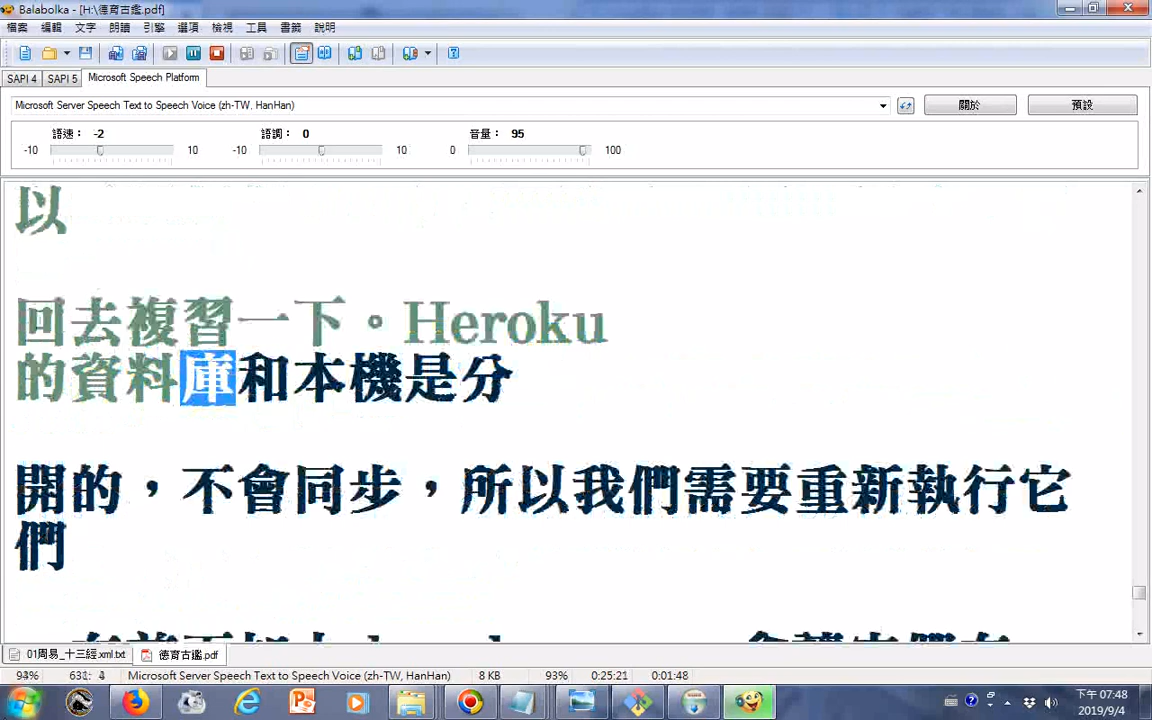 Balabolka - [H:\德育古鑑.pdf]
檔案 編輯 文字 朗讀 引擎 選項 檢視 工具 書籤 說明
SAPI 4 SAPI 5 Microsoft Speech Platform
Microsoft Server Speech Text to Speech Voice (zh-TW, HanHan) 關於 預設
語速： -2 語調： 0 音量： 95
-10 10 -10 10 0 100
以
回去複習一下。Heroku
的資料庫和本機是分
開的，不會同步，所以我們需要重新執行它
們
01周易_十三經.xml.txt 德育古鑑.pdf
Microsoft Server Speech Text to Speech Voice (zh-TW, HanHan) 8 KB 93% 0:25:21 0:01:48
下午 07:48
2019/9/4